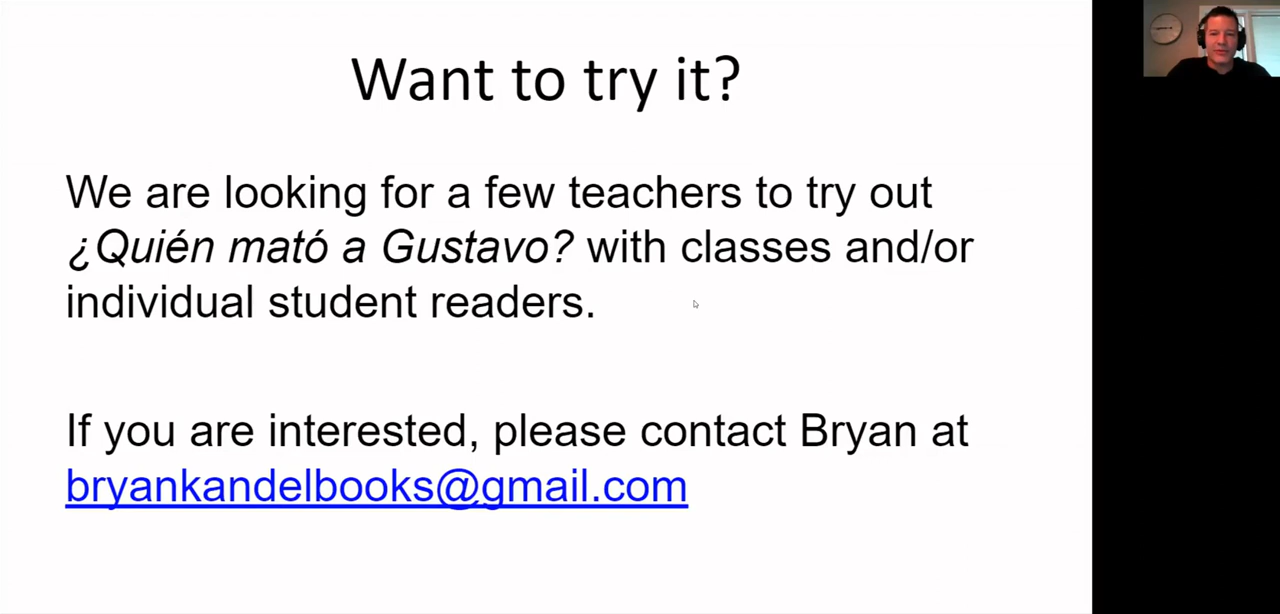 Want to try it?
We are looking for a few teachers to try out
¿Quién mató a Gustavo? with classes and/or
individual student readers.
If you are interested, please contact Bryan at
bryankandelbooks@gmail.com